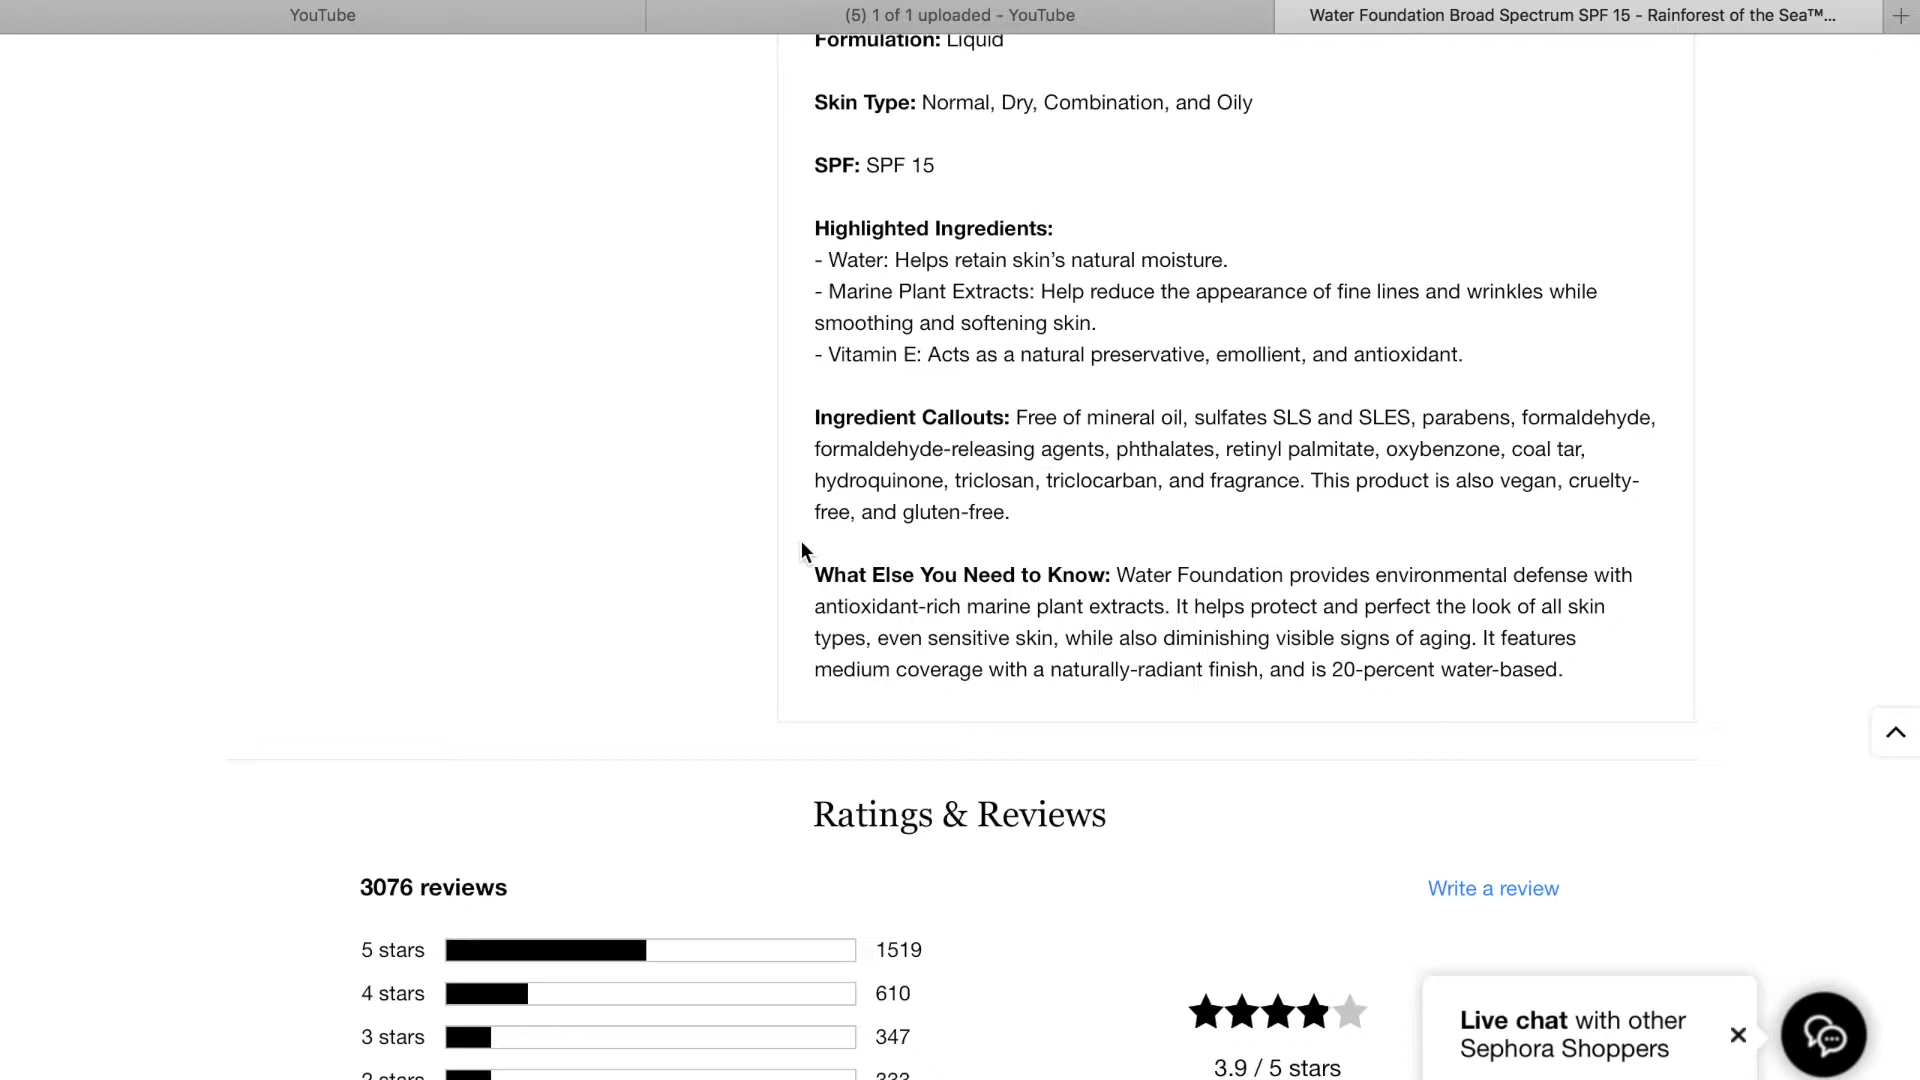 YouTube
(5) 1 of 1 uploaded - YouTube
Water Foundation Broad Spectrum SPF 15 - Rainforest of the Sea™...
Formulation: Liquid
Skin Type: Normal, Dry, Combination, and Oily
SPF: SPF 15
Highlighted Ingredients:
- Water: Helps retain skin’s natural moisture.
- Marine Plant Extracts: Help reduce the appearance of fine lines and wrinkles while
smoothing and softening skin.
- Vitamin E: Acts as a natural preservative, emollient, and antioxidant.
Ingredient Callouts: Free of mineral oil, sulfates SLS and SLES, parabens, formaldehyde,
formaldehyde-releasing agents, phthalates, retinyl palmitate, oxybenzone, coal tar,
hydroquinone, triclosan, triclocarban, and fragrance. This product is also vegan, cruelty-
free, and gluten-free.
What Else You Need to Know: Water Foundation provides environmental defense with
antioxidant-rich marine plant extracts. It helps protect and perfect the look of all skin
types, even sensitive skin, while also diminishing visible signs of aging. It features
medium coverage with a naturally-radiant finish, and is 20-percent water-based.
Ratings & Reviews
3076 reviews
Write a review
5 stars 1519
4 stars 610
3 stars 347
2 stars 333
3.9 / 5 stars
Live chat with other
Sephora Shoppers